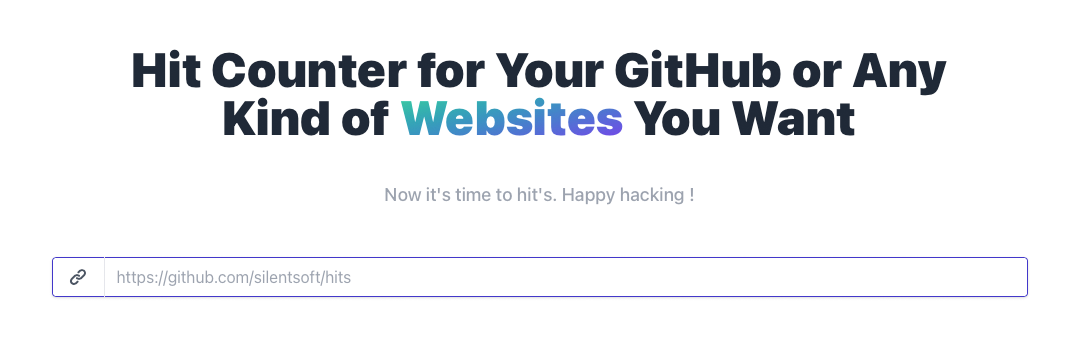 Hit Counter for Your GitHub or Any
Kind of Websites You Want
Now it's time to hit's. Happy hacking !
https://github.com/silentsoft/hits